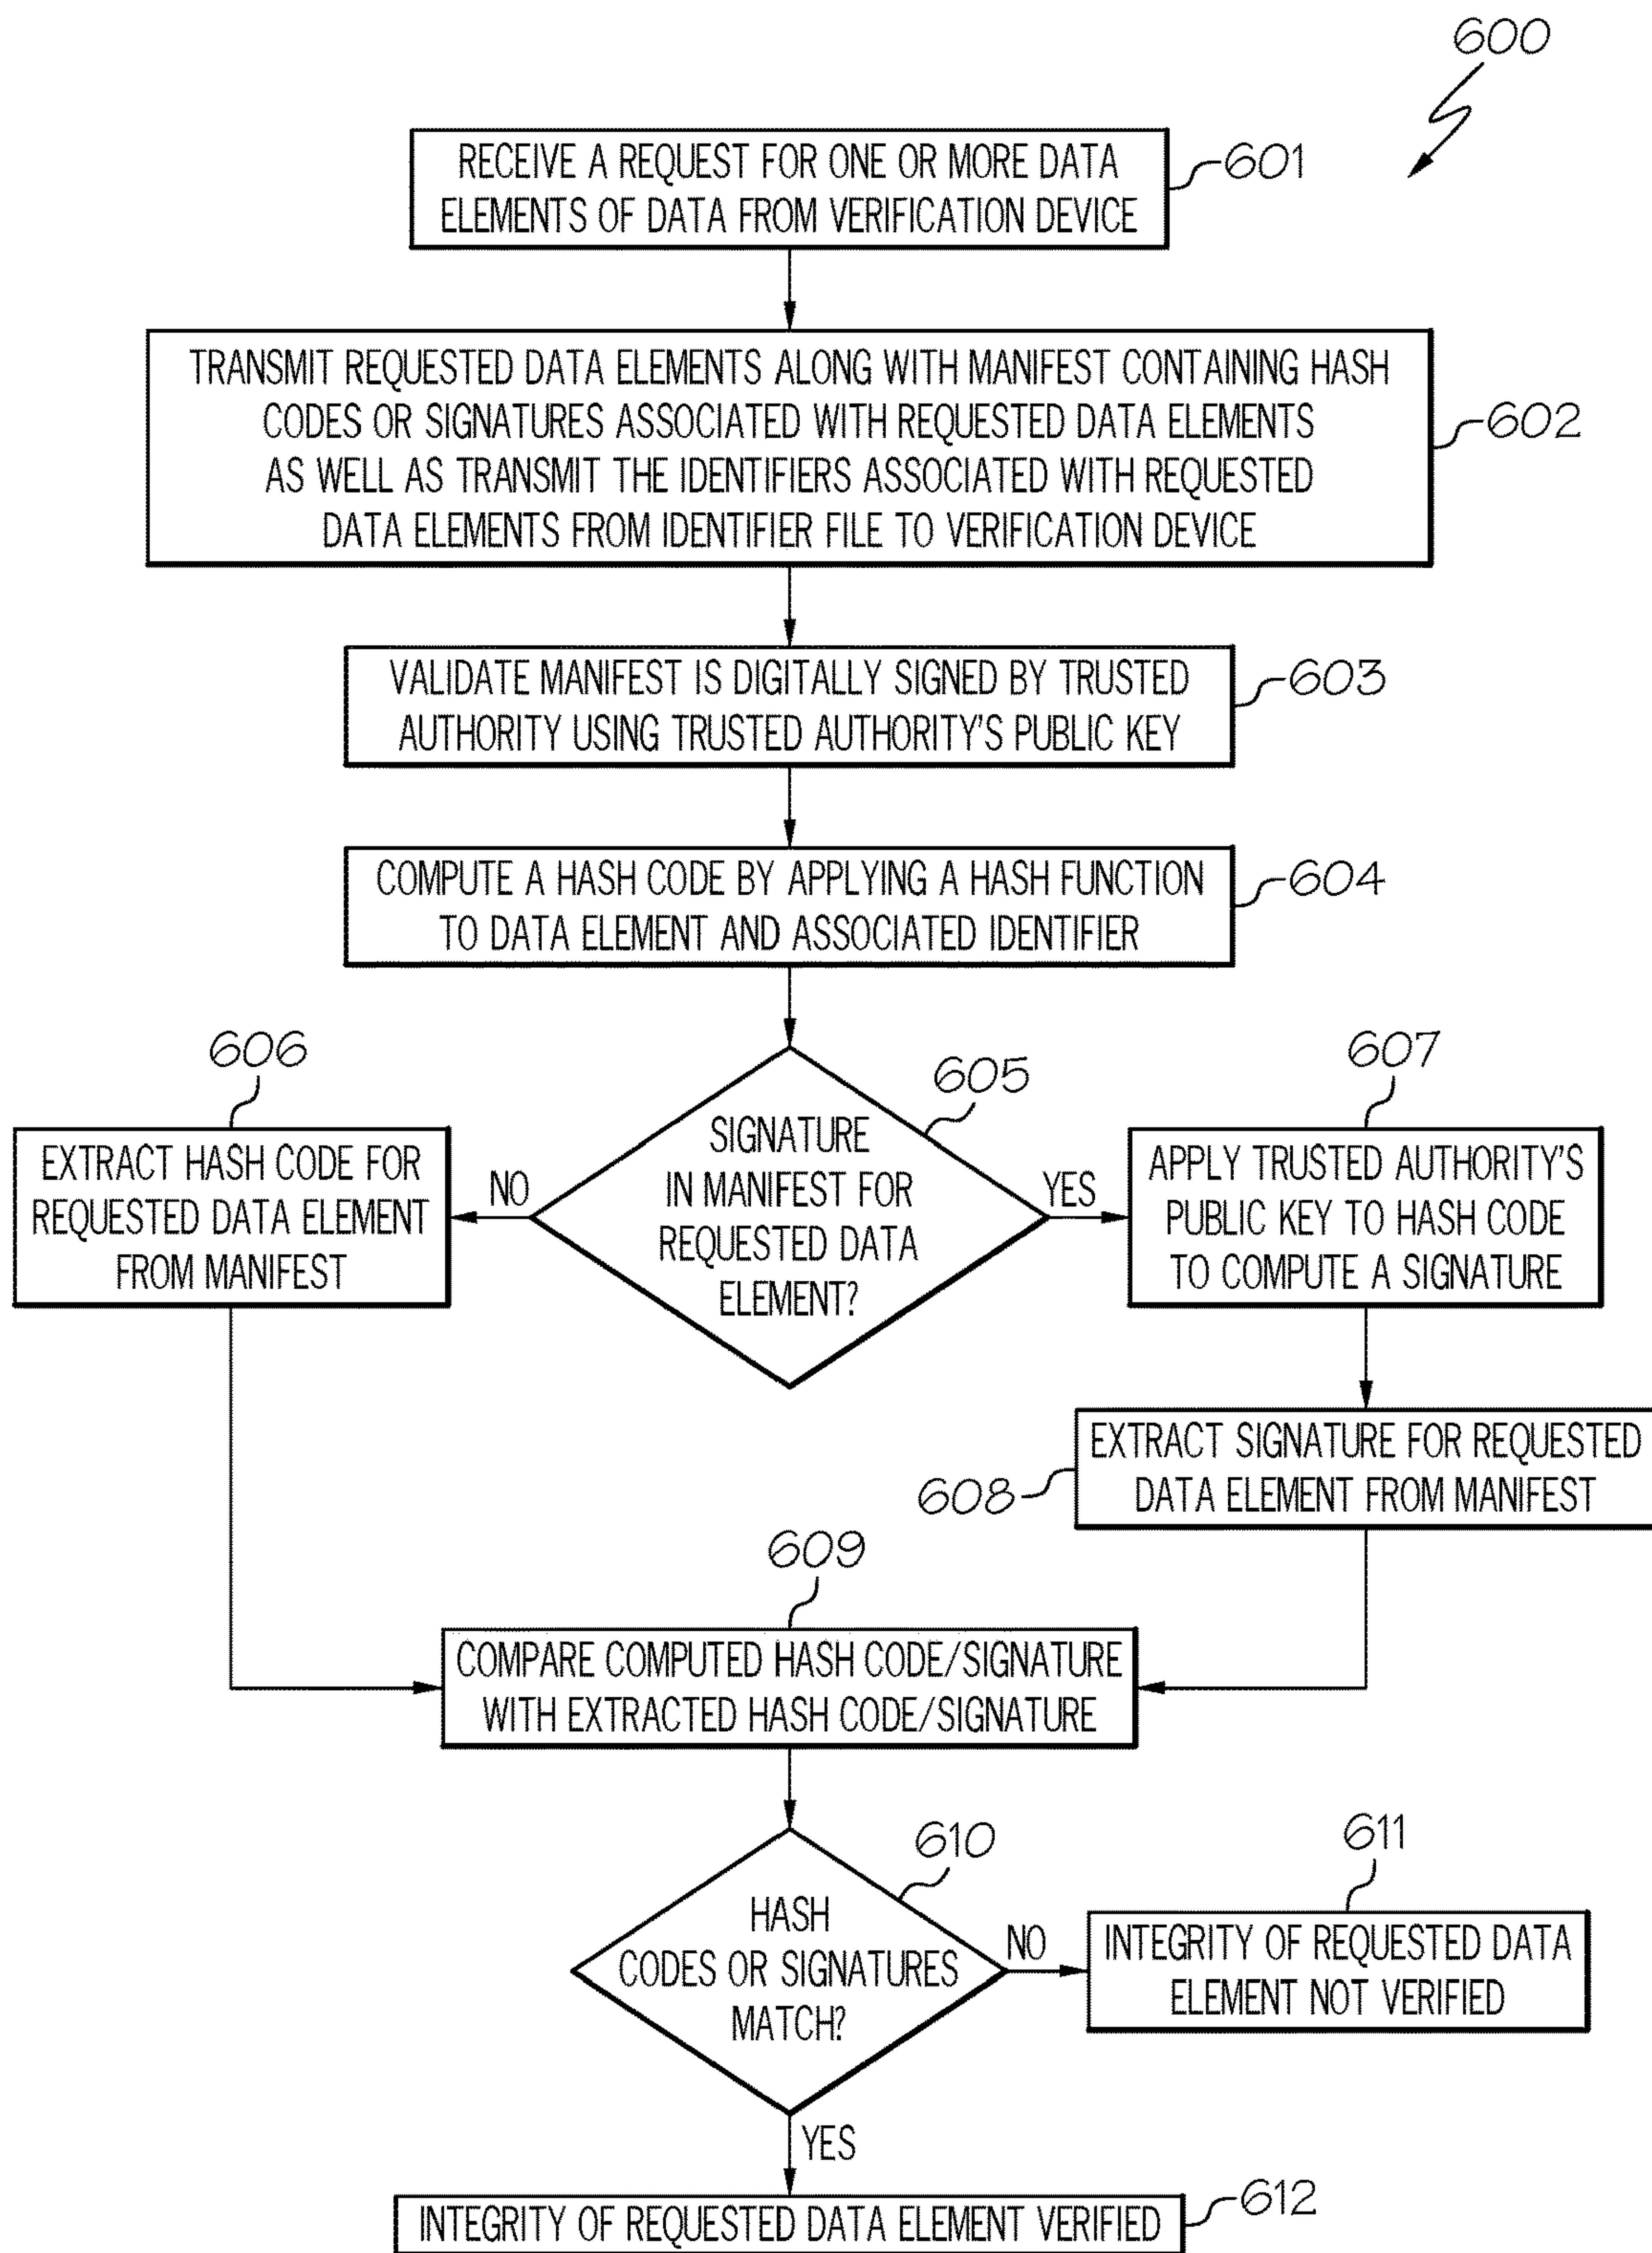 600
RECEIVE A REQUEST FOR ONE OR MORE DATA
ELEMENTS OF DATA FROM VERIFICATION DEVICE
601
TRANSMIT REQUESTED DATA ELEMENTS ALONG WITH MANIFEST CONTAINING HASH
CODES OR SIGNATURES ASSOCIATED WITH REQUESTED DATA ELEMENTS
AS WELL AS TRANSMIT THE IDENTIFIERS ASSOCIATED WITH REQUESTED
DATA ELEMENTS FROM IDENTIFIER FILE TO VERIFICATION DEVICE
602
VALIDATE MANIFEST IS DIGITALLY SIGNED BY TRUSTED
AUTHORITY USING TRUSTED AUTHORITY'S PUBLIC KEY
603
COMPUTE A HASH CODE BY APPLYING A HASH FUNCTION
TO DATA ELEMENT AND ASSOCIATED IDENTIFIER
604
605
SIGNATURE
IN MANIFEST FOR
REQUESTED DATA
ELEMENT?
NO
606
EXTRACT HASH CODE FOR
REQUESTED DATA ELEMENT
FROM MANIFEST
YES
607
APPLY TRUSTED AUTHORITY'S
PUBLIC KEY TO HASH CODE
TO COMPUTE A SIGNATURE
608
EXTRACT SIGNATURE FOR REQUESTED
DATA ELEMENT FROM MANIFEST
609
COMPARE COMPUTED HASH CODE/SIGNATURE
WITH EXTRACTED HASH CODE/SIGNATURE
610
HASH
CODES OR SIGNATURES
MATCH?
NO
611
INTEGRITY OF REQUESTED DATA
ELEMENT NOT VERIFIED
YES
INTEGRITY OF REQUESTED DATA ELEMENT VERIFIED
612